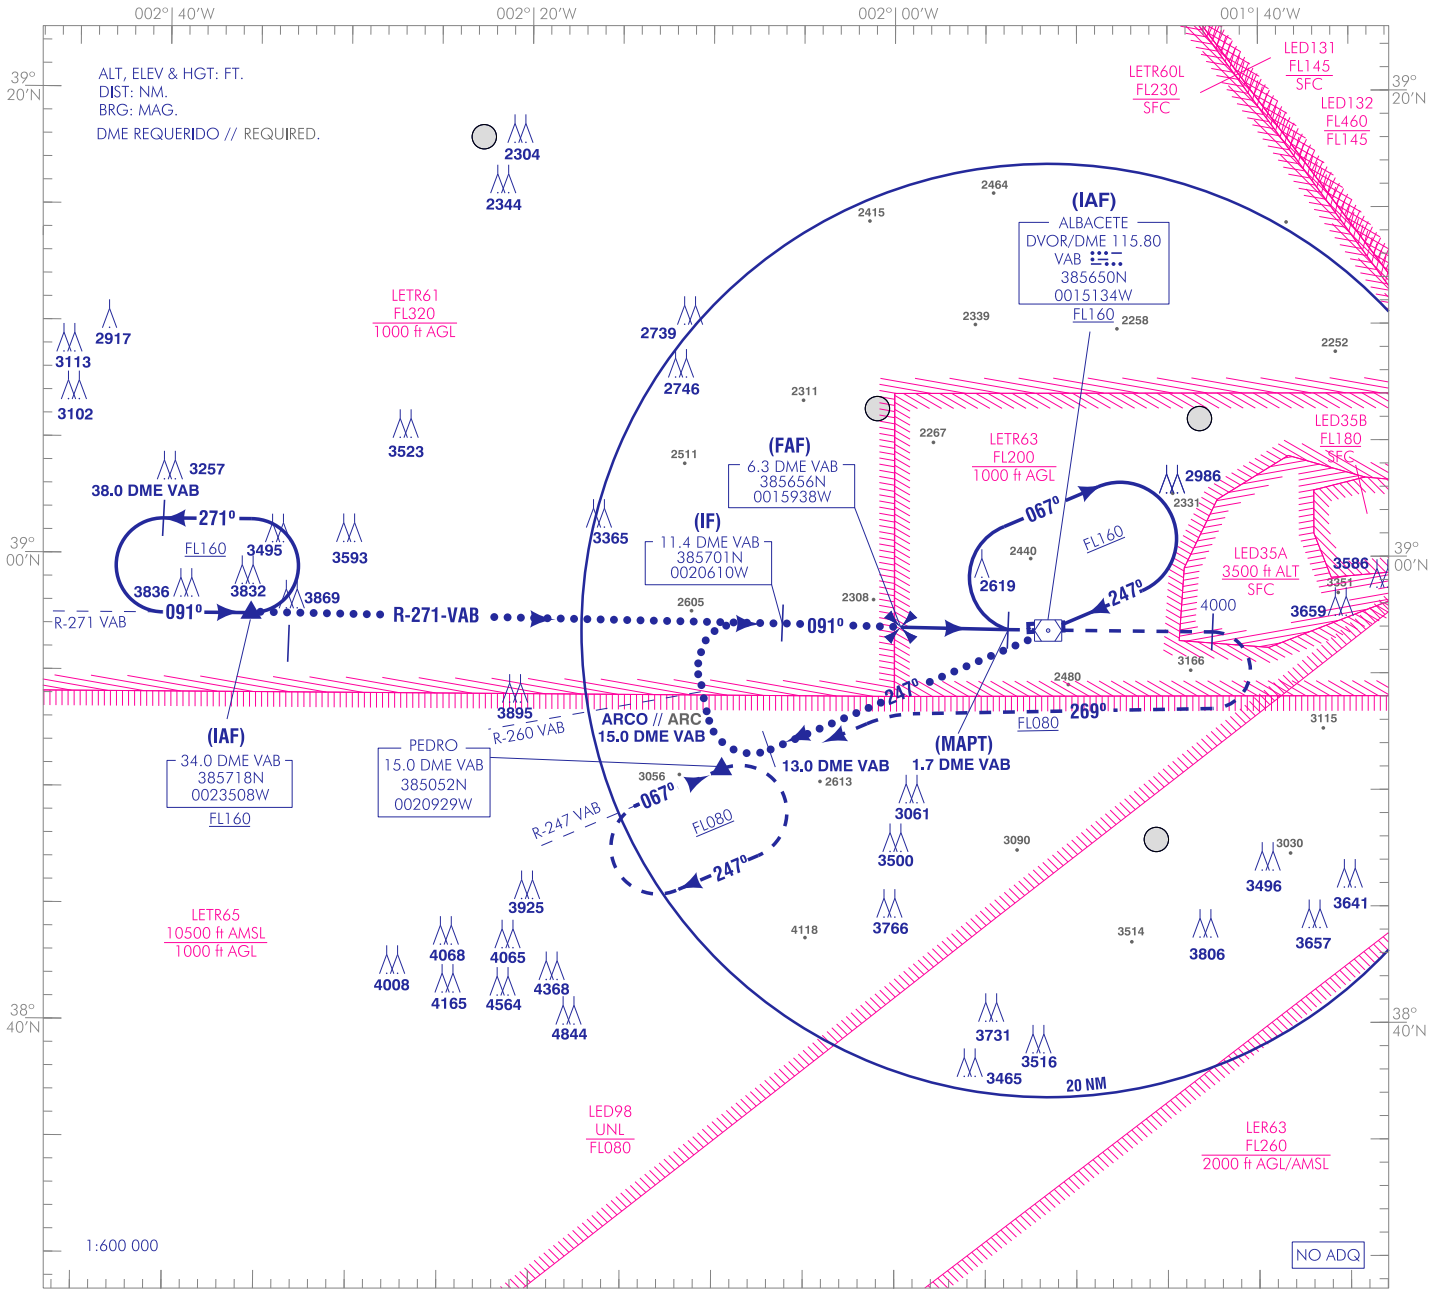 002°40'W
002°20'W
002°00'W
001°40'W
39°
20'N
39°
20'N
ALT, ELEV & HGT: FT.
DIST: NM.
BRG: MAG.
DME REQUERIDO // REQUIRED.
LED131
FL145
SFC
LETR60L
FL230
SFC
LED132
FL460
FL145
2304
2344
2464
2415
(IAF)
ALBACETE
DVOR/DME 115.80
VAB
385650N
0015134W
FL160
LETR61
FL320
1000 ft AGL
2917
3113
3102
2739
2746
2339
2258
2252
2311
3523
2267
2511
LETR63
FL200
1000 ft AGL
LED35B
FL180
SFC
(FAF)
6.3 DME VAB
385656N
0015938W
3257
38.0 DME VAB
2986
2331
271º
FL160
3495
3593
3365
(IF)
11.4 DME VAB
385701N
0020610W
067º
FL160
2440
2619
247º
LED35A
3500 ft ALT
SFC
3586
3351
3659
4000
39°
00'N
39°
00'N
3836
3832
3869
091º
R-271 VAB
R-271-VAB
2605
2308
091º
3166
2480
247º
3895
R-260 VAB
ARCO // ARC
15.0 DME VAB
269º
FL080
3115
(IAF)
34.0 DME VAB
385718N
0023508W
FL160
PEDRO
15.0 DME VAB
385052N
0020929W
(MAPT)
1.7 DME VAB
13.0 DME VAB
3056
2613
067º
FL080
R-247 VAB
247º
3061
3500
3766
3090
3030
3496
3641
3657
3806
3514
4118
3925
LETR65
10500 ft AMSL
1000 ft AGL
4068
4065
4008
4165
4564
4368
4844
38°
40'N
38°
40'N
3731
3516
3465
20 NM
LED98
UNL
FL080
LER63
FL260
2000 ft AGL/AMSL
1:600 000
NO ADQ